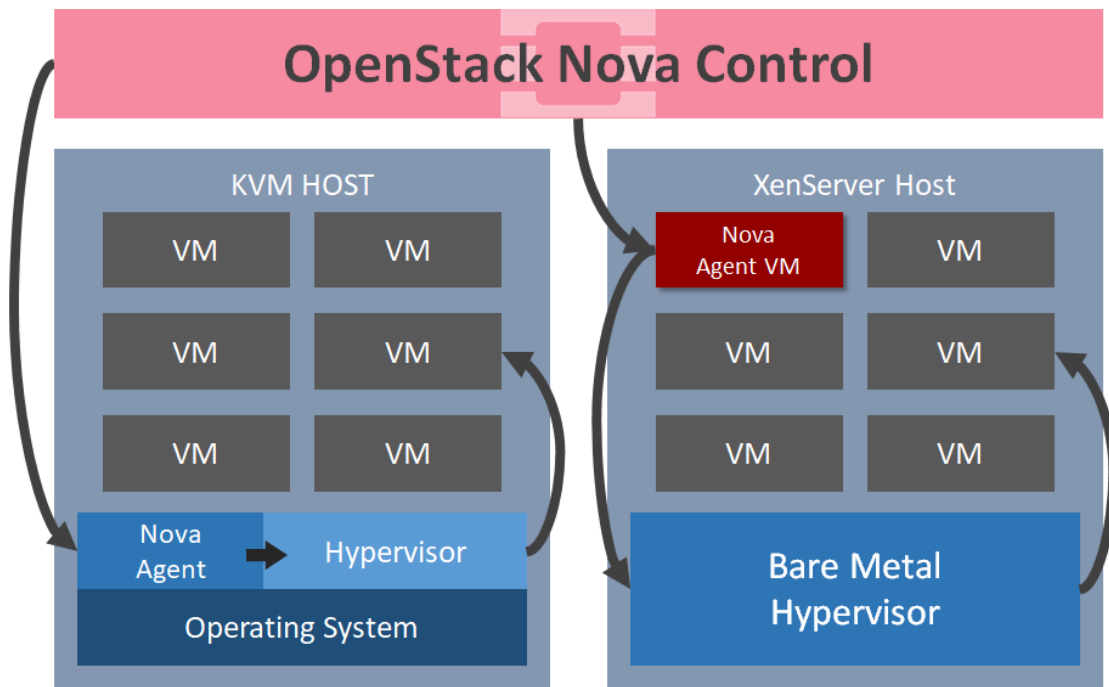 OpenStack Nova Control
KVM HOST
VM VM
VM VM
VM VM
Nova
Agent
Hypervisor
Operating System
XenServer Host
Nova
Agent VM
VM
VM VM
VM VM
Bare Metal
Hypervisor